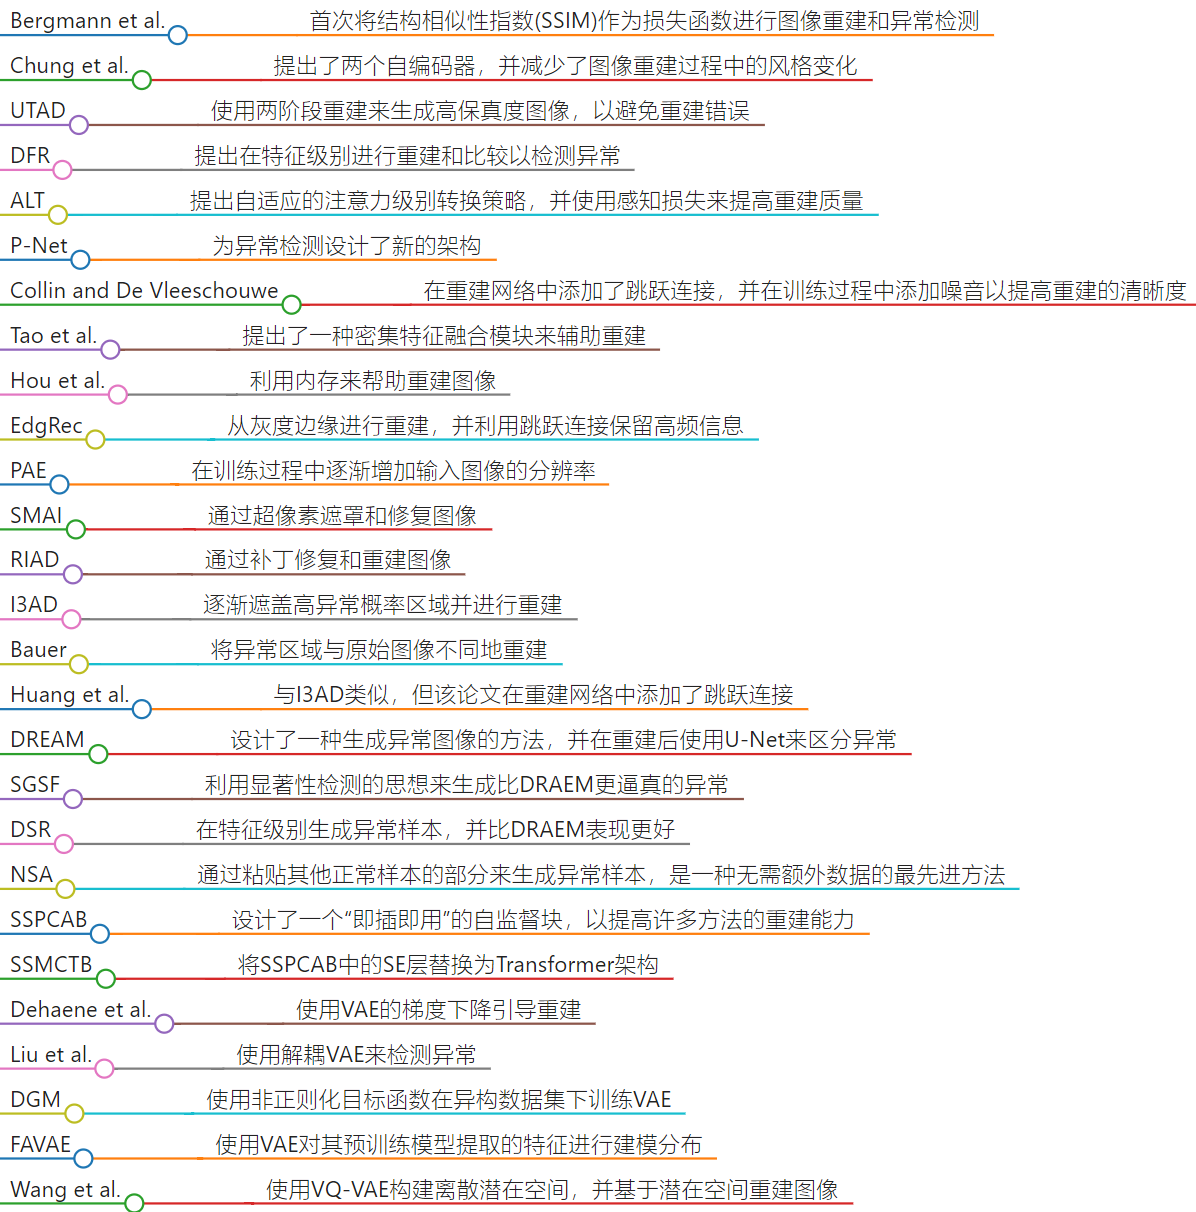 Bergmann et al. 首次将结构相似性指数(SSIM)作为损失函数进行图像重建和异常检测
Chung et al. 提出了两个自编码器，并减少了图像重建过程中的风格变化
UTAD 使用两阶段重建来生成高保真度图像，以避免重建错误
DFR 提出在特征级别进行重建和比较以检测异常
ALT 提出自适应的注意力级别转换策略，并使用感知损失来提高重建质量
P-Net 为异常检测设计了新的架构
Collin and De Vleeschouwe 在重建网络中添加了跳跃连接，并在训练过程中添加噪音以提高重建的清晰度
Tao et al. 提出了一种密集特征融合模块来辅助重建
Hou et al. 利用内存来帮助重建图像
EdgRec 从灰度边缘进行重建，并利用跳跃连接保留高频信息
PAE 在训练过程中逐渐增加输入图像的分辨率
SMAI 通过超像素遮罩和修复图像
RIAD 通过补丁修复和重建图像
I3AD 逐渐遮盖高异常概率区域并进行重建
Bauer 将异常区域与原始图像不同地重建
Huang et al. 与I3AD类似，但该论文在重建网络中添加了跳跃连接
DREAM 设计了一种生成异常图像的方法，并在重建后使用U-Net来区分异常
SGSF 利用显著性检测的思想来生成比DRAEM更逼真的异常
DSR 在特征级别生成异常样本，并比DRAEM表现更好
NSA 通过粘贴其他正常样本的部分来生成异常样本，是一种无需额外数据的最先进方法
SSPCAB 设计了一个“即插即用”的自监督块，以提高许多方法的重建能力
SSMCTB 将SSPCAB中的SE层替换为Transformer架构
Dehaene et al. 使用VAE的梯度下降引导重建
Liu et al. 使用解耦VAE来检测异常
DGM 使用非正则化目标函数在异构数据集下训练VAE
FAVAE 使用VAE对其预训练模型提取的特征进行建模分布
Wang et al. 使用VQ-VAE构建离散潜在空间，并基于潜在空间重建图像